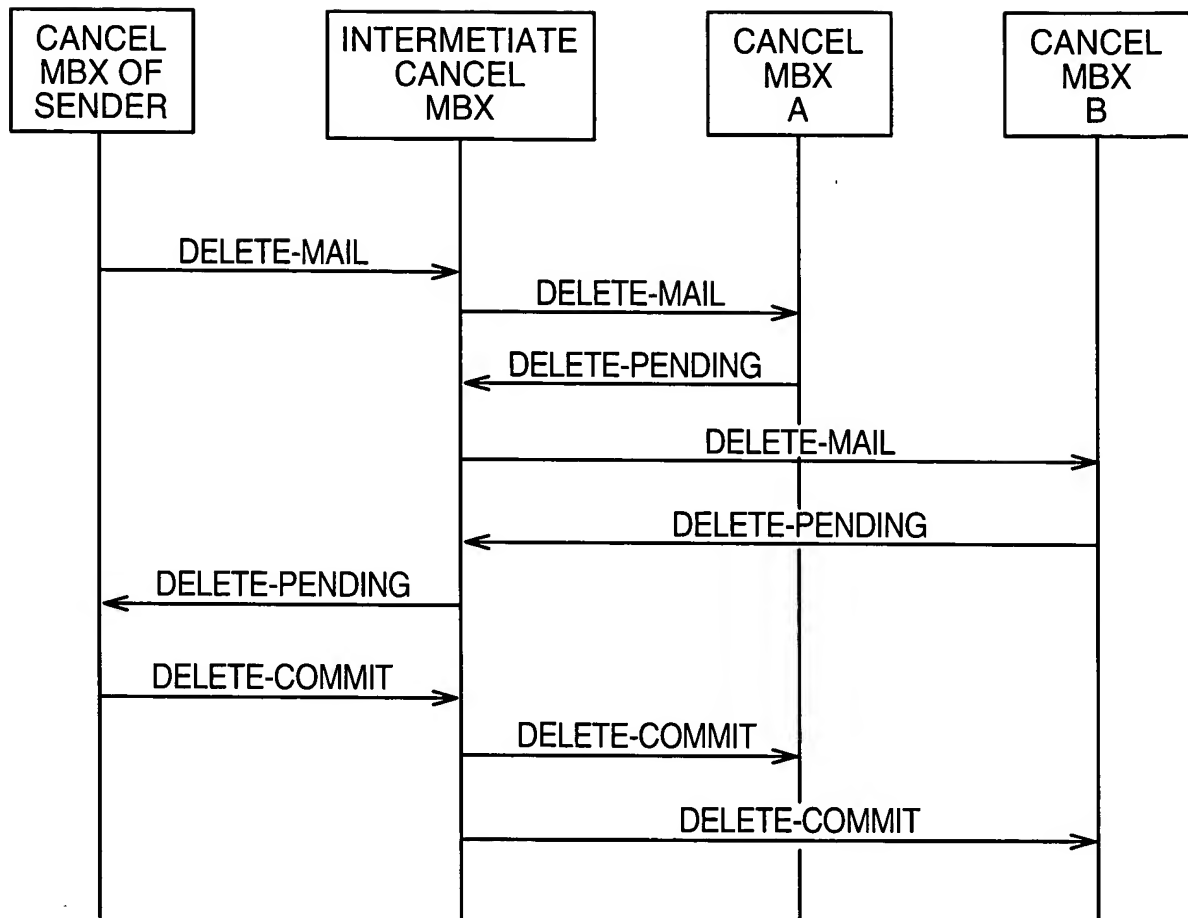 CANCEL
MBX OF
SENDER
INTERMETIATE
CANCEL
MBX
CANCEL
MBX
A
CANCEL
MBX
B
DELETE-MAIL
DELETE-MAIL
DELETE-PENDING
DELETE-MAIL
DELETE-PENDING
DELETE-PENDING
DELETE-COMMIT
DELETE-COMMIT
DELETE-COMMIT